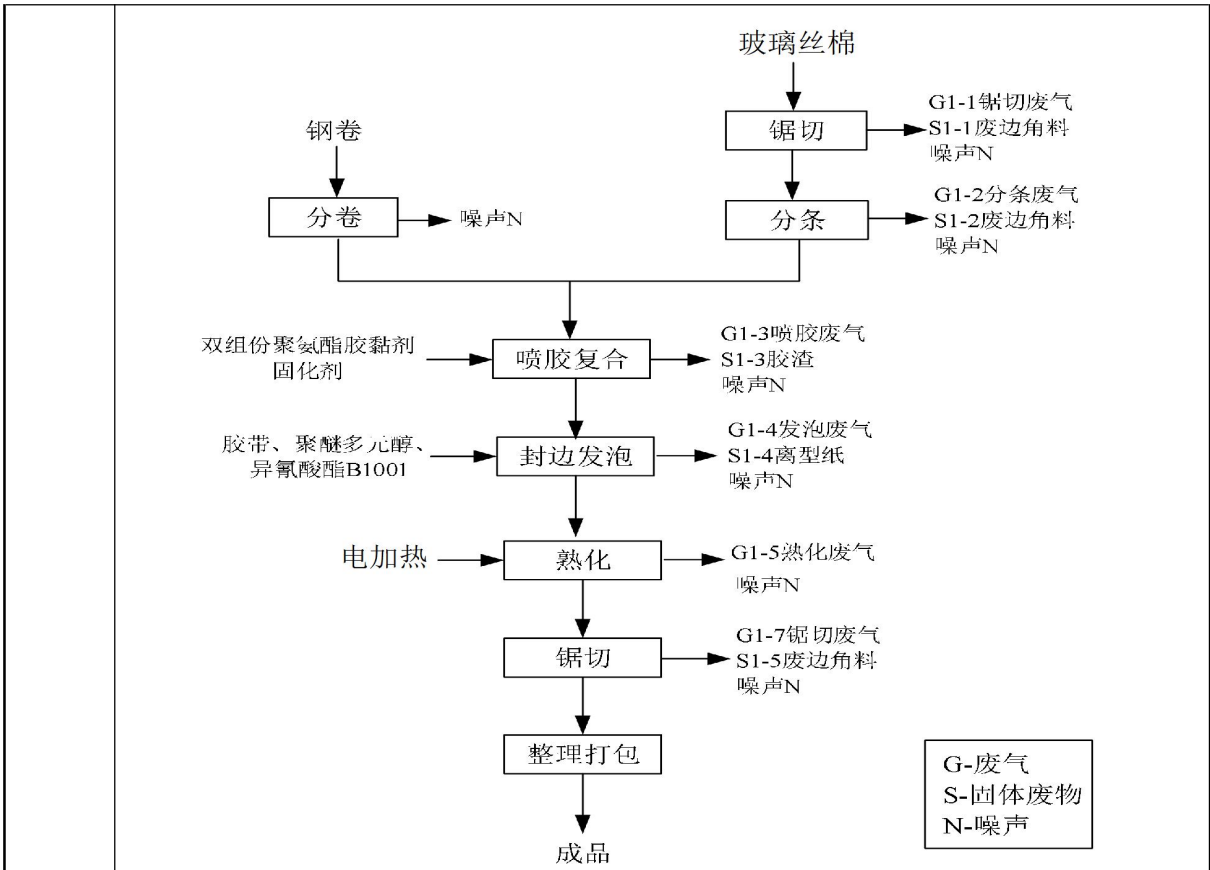 玻璃丝棉
锯切
G1-1锯切废气
S1-1废边角料
噪声N
钢卷
分卷
噪声N
分条
G1-2分条废气
S1-2废边角料
噪声N
双组份聚氨酯胶黏剂
固化剂
喷胶复合
G1-3喷胶废气
S1-3胶渣
噪声N
胶带、聚醚多元醇、
异氰酸酯B1001
封边发泡
G1-4发泡废气
S1-4离型纸
噪声N
电加热
熟化
G1-5熟化废气
噪声N
锯切
G1-7锯切废气
S1-5废边角料
噪声N
整理打包
成品
G-废气
S-固体废物
N-噪声